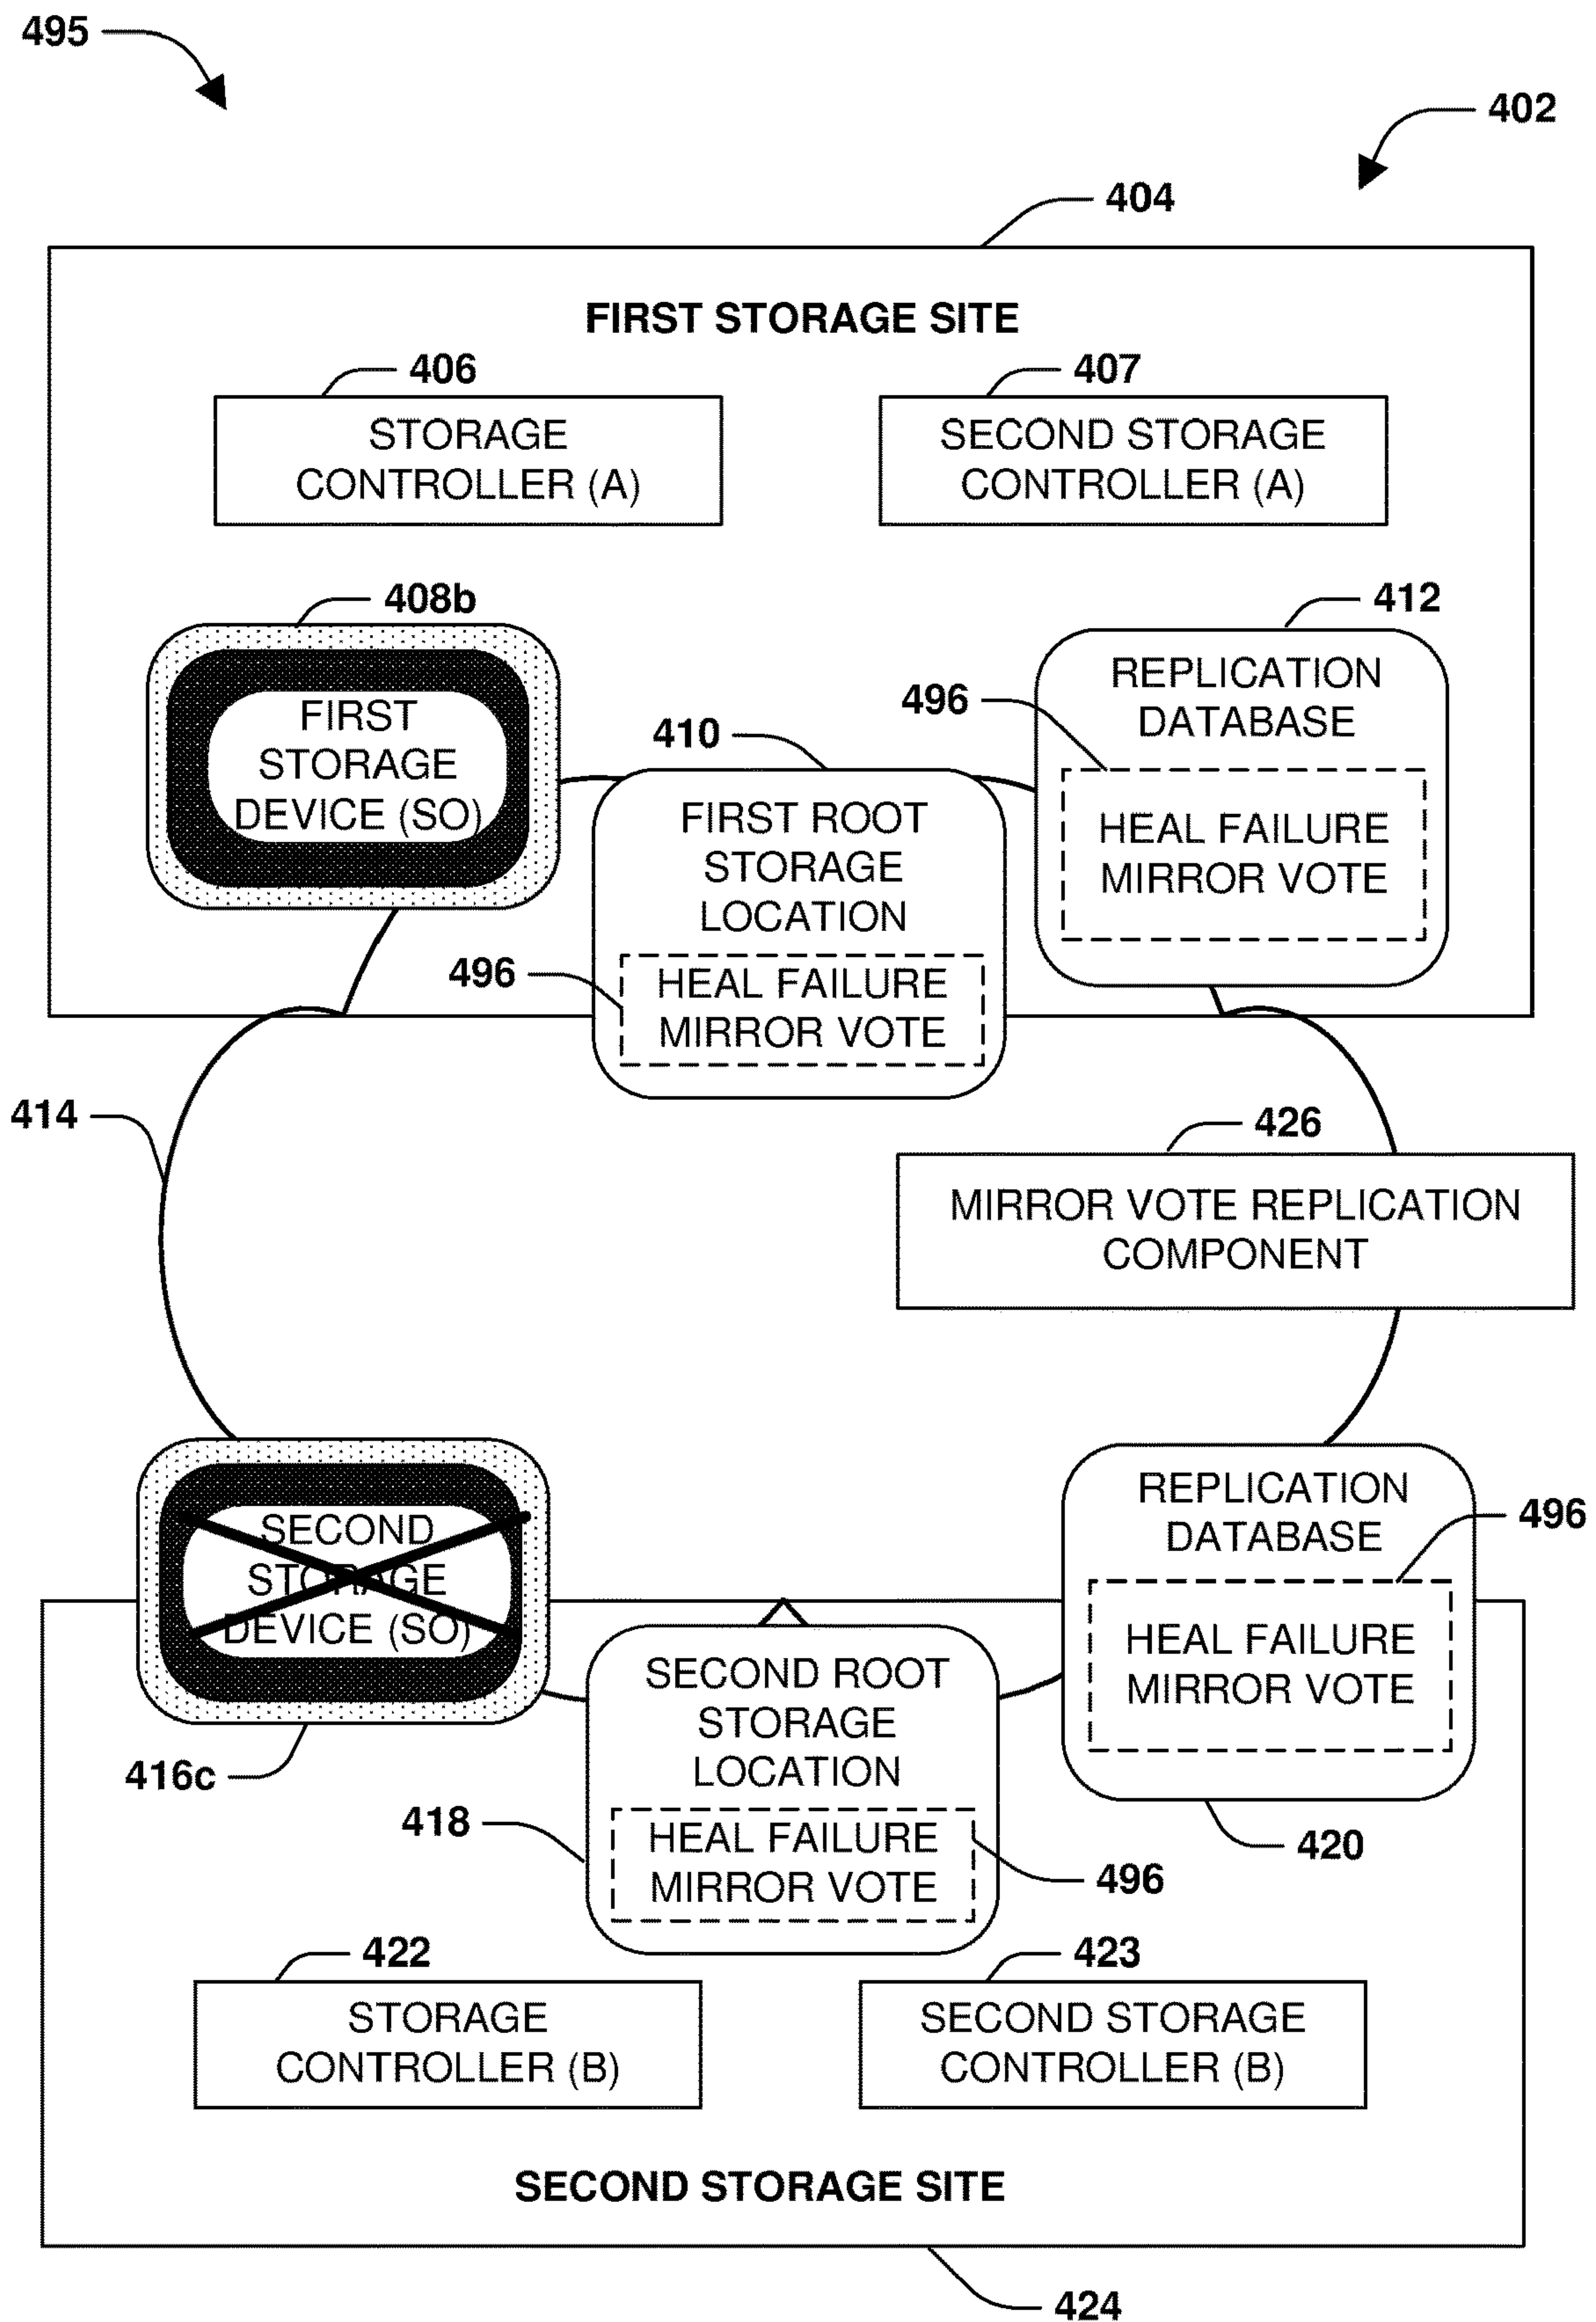 495
402
404
FIRST STORAGE SITE
406
407
STORAGE
CONTROLLER (A)
SECOND STORAGE
CONTROLLER (A)
408b
412
FIRST
STORAGE
DEVICE (SO)
410
FIRST ROOT
STORAGE
LOCATION
496
HEAL FAILURE
MIRROR VOTE
496
REPLICATION
DATABASE
HEAL FAILURE
MIRROR VOTE
414
426
MIRROR VOTE REPLICATION
COMPONENT
SECOND
STORAGE
DEVICE (SO)
416c
SECOND ROOT
STORAGE
LOCATION
418
HEAL FAILURE
MIRROR VOTE
496
REPLICATION
DATABASE
496
HEAL FAILURE
MIRROR VOTE
420
422
423
STORAGE
CONTROLLER (B)
SECOND STORAGE
CONTROLLER (B)
SECOND STORAGE SITE
424